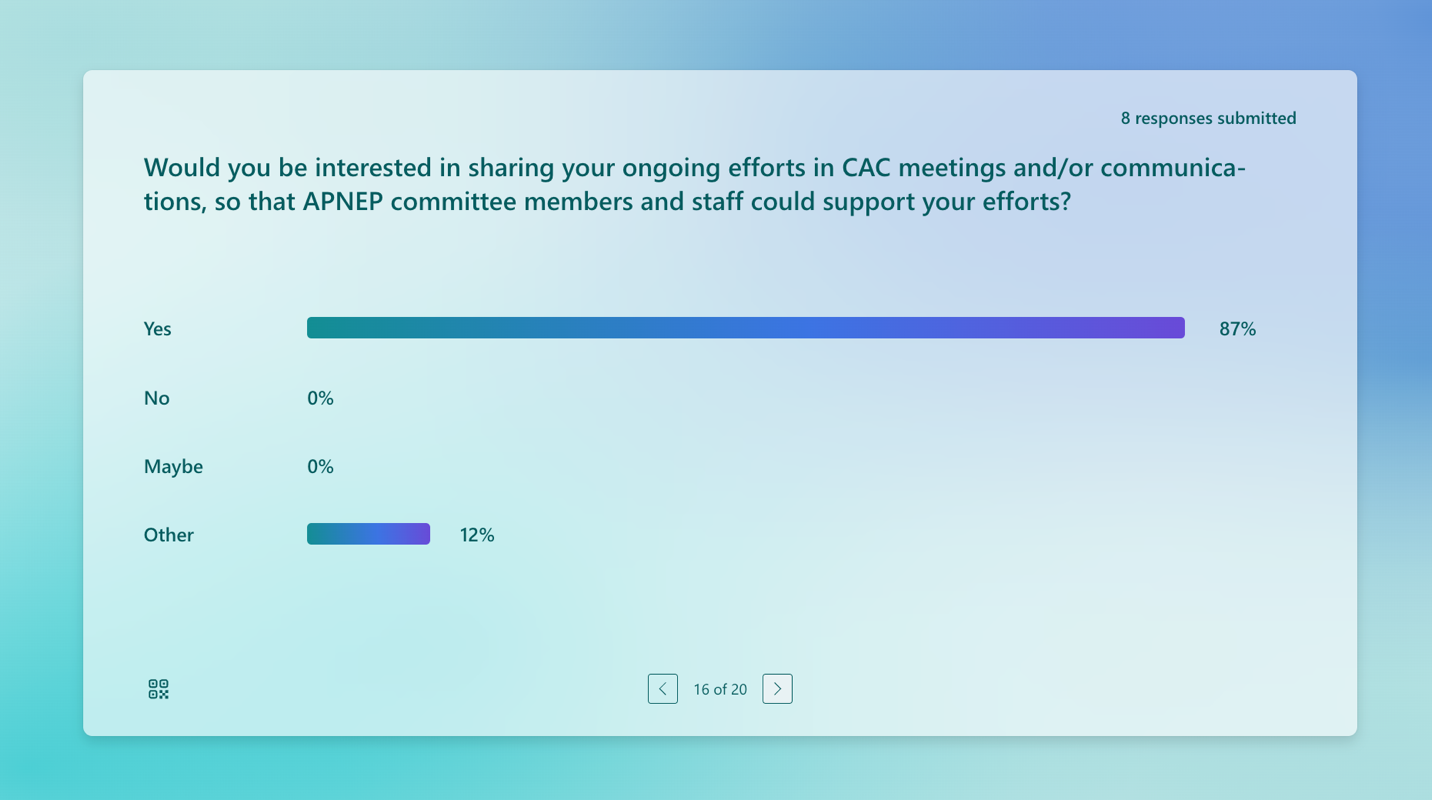 8 responses submitted
Would you be interested in sharing your ongoing efforts in CAC meetings and/or communica-
tions, so that APNEP committee members and staff could support your efforts?
Yes 87%
No 0%
Maybe 0%
Other 12%
16 of 20